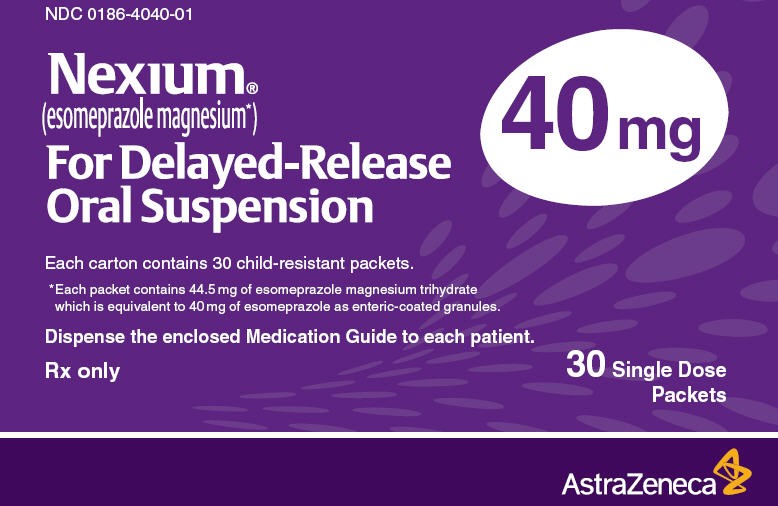 NDC 0186-4040-01
Nexıum®
(esomeprazole magnesium*)
For Delayed-Release
Oral Suspension
40 mg
Each carton contains 30 child-resistant packets.
*Each packet contains 44.5 mg of esomeprazole magnesium trihydrate
which is equivalent to 40 mg of esomeprazole as enteric-coated granules.
Dispense the enclosed Medication Guide to each patient.
Rx only
30 Single Dose
Packets
AstraZeneca